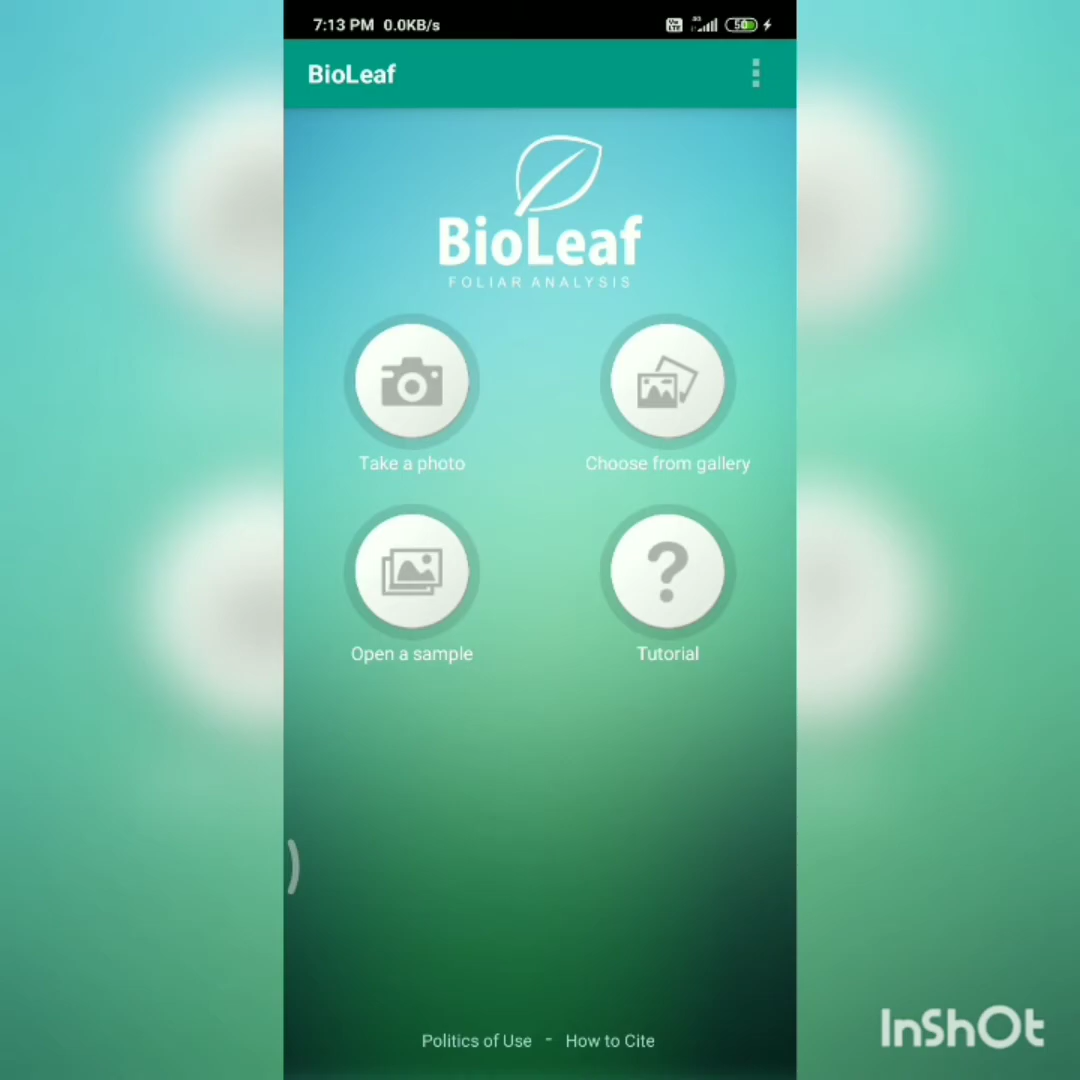 7:13 PM 0.0KB/s
50
BioLeaf
BioLeaf
FOLIAR ANALYSIS
Take a photo
Choose from gallery
Open a sample
Tutorial
Politics of Use - How to Cite
InShOt